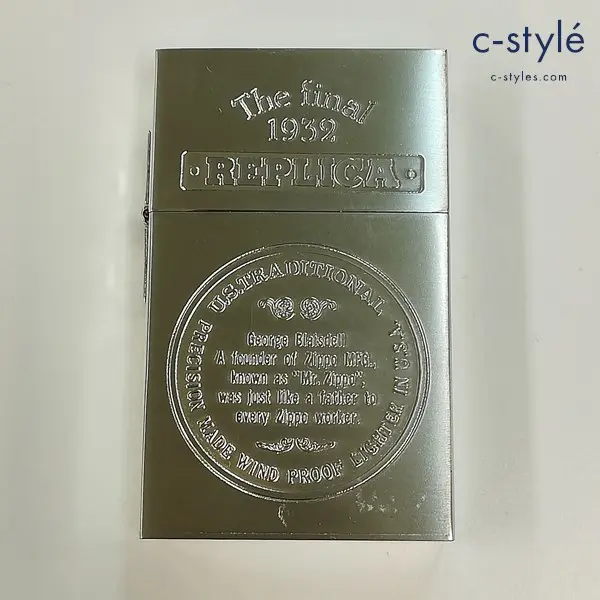 c-stylé
c-styles.com
The final
1932
·REPLICA·
U.S. TRADITIONAL
PRECISION MADE WIND PROOF LIGHTER IN U.S.A.
George Blaisdell
A founder of Zippo MFG.,
known as "Mr. Zippo",
was just like a father to
every Zippo worker.